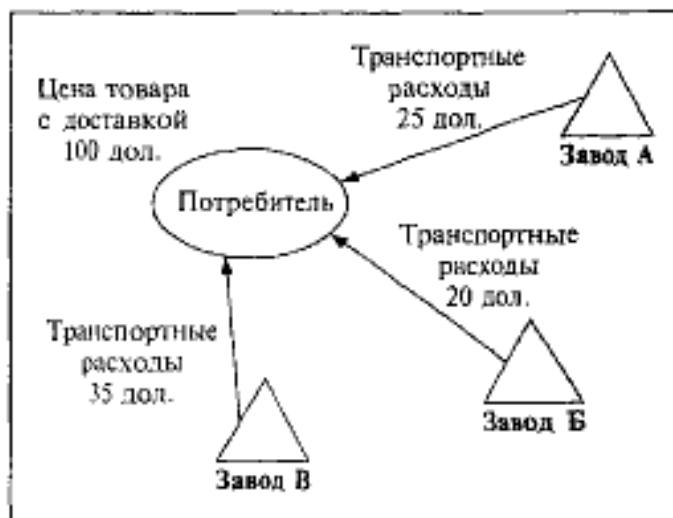 Цена товара
с доставкой
100 дол.
Транспортные
расходы
25 дол.
Завод А
Потребитель
Транспортные
расходы
20 дол.
Завод Б
Транспортные
расходы
35 дол.
Завод В